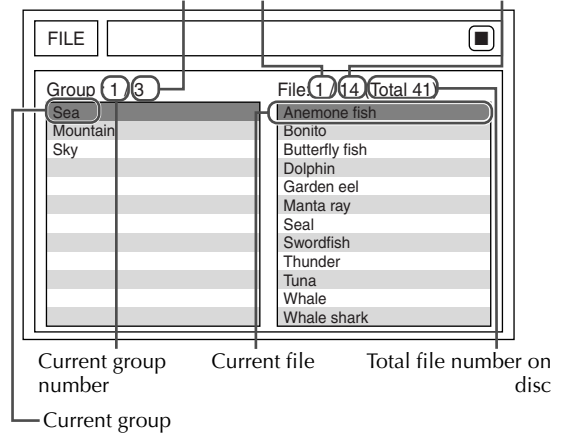 FILE
Group : 1 / 3
Sea
Mountain
Sky
File: 1 / 14 (Total 41)
Anemone fish
Bonito
Butterfly fish
Dolphin
Garden eel
Manta ray
Seal
Swordfish
Thunder
Tuna
Whale
Whale shark
Current group
number
Current file
Total file number on
disc
Current group